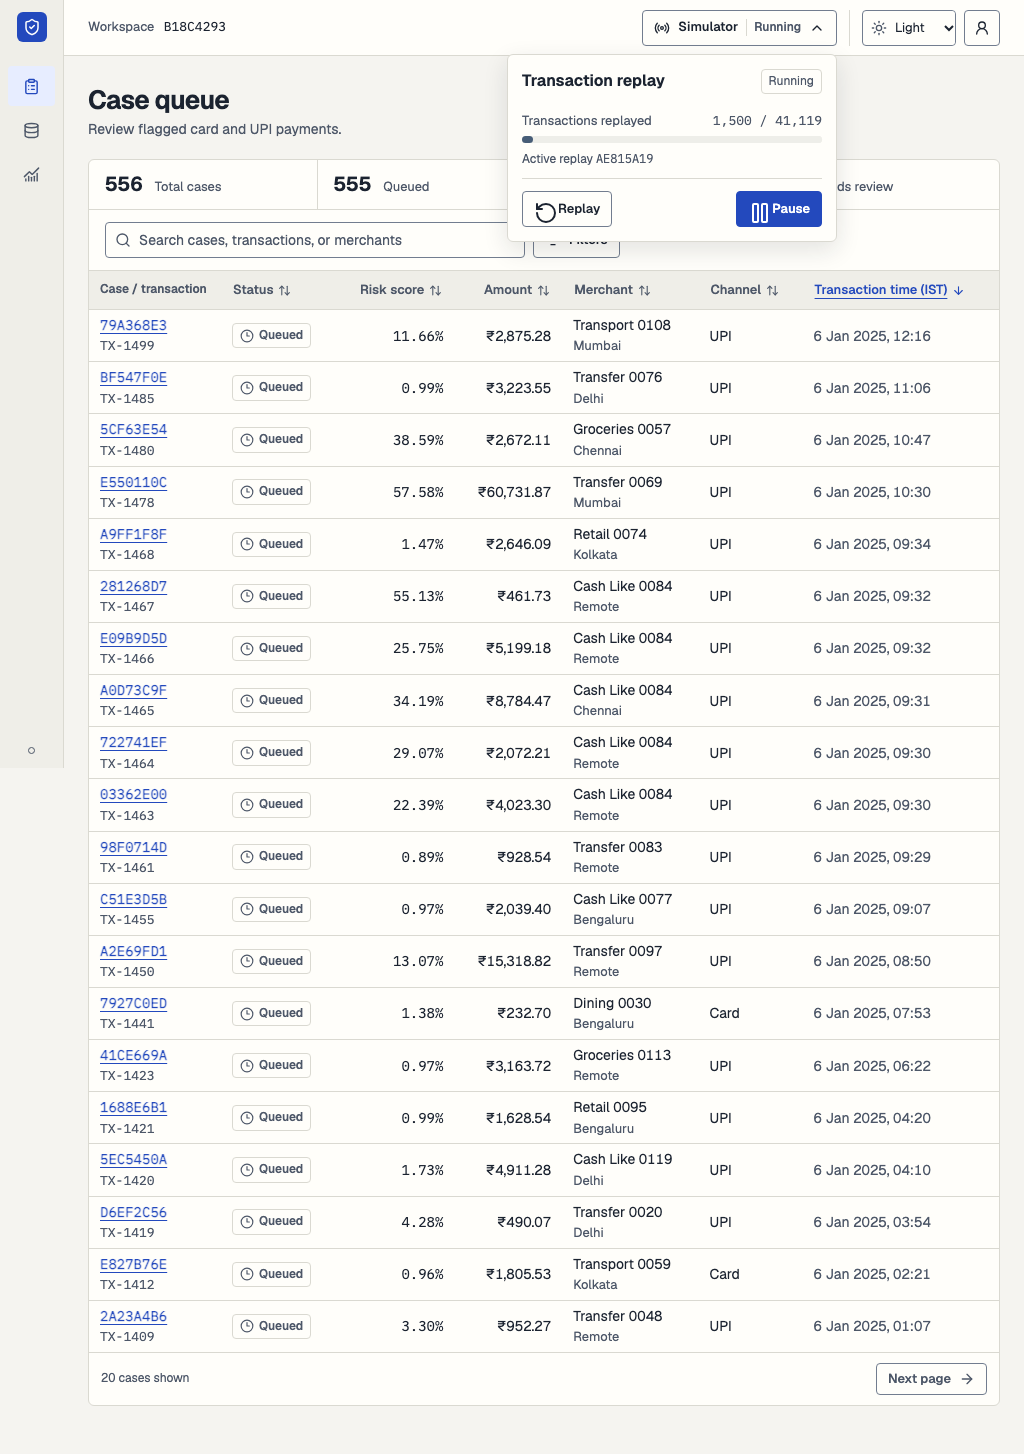 Workspace B18C4293
Simulator Running
Light
Transaction replay
Running
Transactions replayed 1,500 / 41,119
Active replay AE815A19
Replay
Pause
Case queue
Review flagged card and UPI payments.
556 Total cases
555 Queued
ds review
Search cases, transactions, or merchants
Filters
Case / transaction Status Risk score Amount Merchant Channel Transaction time (IST)
79A368E3 Queued 11.66% ₹2,875.28 Transport 0108 UPI 6 Jan 2025, 12:16
TX-1499 Mumbai
BF547F0E Queued 0.99% ₹3,223.55 Transfer 0076 UPI 6 Jan 2025, 11:06
TX-1485 Delhi
5CF63E54 Queued 38.59% ₹2,672.11 Groceries 0057 UPI 6 Jan 2025, 10:47
TX-1480 Chennai
E550110C Queued 57.58% ₹60,731.87 Transfer 0069 UPI 6 Jan 2025, 10:30
TX-1478 Mumbai
A9FF1F8F Queued 1.47% ₹2,646.09 Retail 0074 UPI 6 Jan 2025, 09:34
TX-1468 Kolkata
281268D7 Queued 55.13% ₹461.73 Cash Like 0084 UPI 6 Jan 2025, 09:32
TX-1467 Remote
E09B9D5D Queued 25.75% ₹5,199.18 Cash Like 0084 UPI 6 Jan 2025, 09:32
TX-1466 Remote
A0D73C9F Queued 34.19% ₹8,784.47 Cash Like 0084 UPI 6 Jan 2025, 09:31
TX-1465 Chennai
722741EF Queued 29.07% ₹2,072.21 Cash Like 0084 UPI 6 Jan 2025, 09:30
TX-1464 Remote
03362E00 Queued 22.39% ₹4,023.30 Cash Like 0084 UPI 6 Jan 2025, 09:30
TX-1463 Remote
98F0714D Queued 0.89% ₹928.54 Transfer 0083 UPI 6 Jan 2025, 09:29
TX-1461 Remote
C51E3D5B Queued 0.97% ₹2,039.40 Cash Like 0077 UPI 6 Jan 2025, 09:07
TX-1455 Bengaluru
A2E69FD1 Queued 13.07% ₹15,318.82 Transfer 0097 UPI 6 Jan 2025, 08:50
TX-1450 Remote
7927C0ED Queued 1.38% ₹232.70 Dining 0030 Card 6 Jan 2025, 07:53
TX-1441 Bengaluru
41CE669A Queued 0.97% ₹3,163.72 Groceries 0113 UPI 6 Jan 2025, 06:22
TX-1423 Remote
1688E6B1 Queued 0.99% ₹1,628.54 Retail 0095 UPI 6 Jan 2025, 04:20
TX-1421 Bengaluru
5EC5450A Queued 1.73% ₹4,911.28 Cash Like 0119 UPI 6 Jan 2025, 04:10
TX-1420 Delhi
D6EF2C56 Queued 4.28% ₹490.07 Transfer 0020 UPI 6 Jan 2025, 03:54
TX-1419 Delhi
E827B76E Queued 0.96% ₹1,805.53 Transport 0059 Card 6 Jan 2025, 02:21
TX-1412 Kolkata
2A23A4B6 Queued 3.30% ₹952.27 Transfer 0048 UPI 6 Jan 2025, 01:07
TX-1409 Remote
20 cases shown
Next page